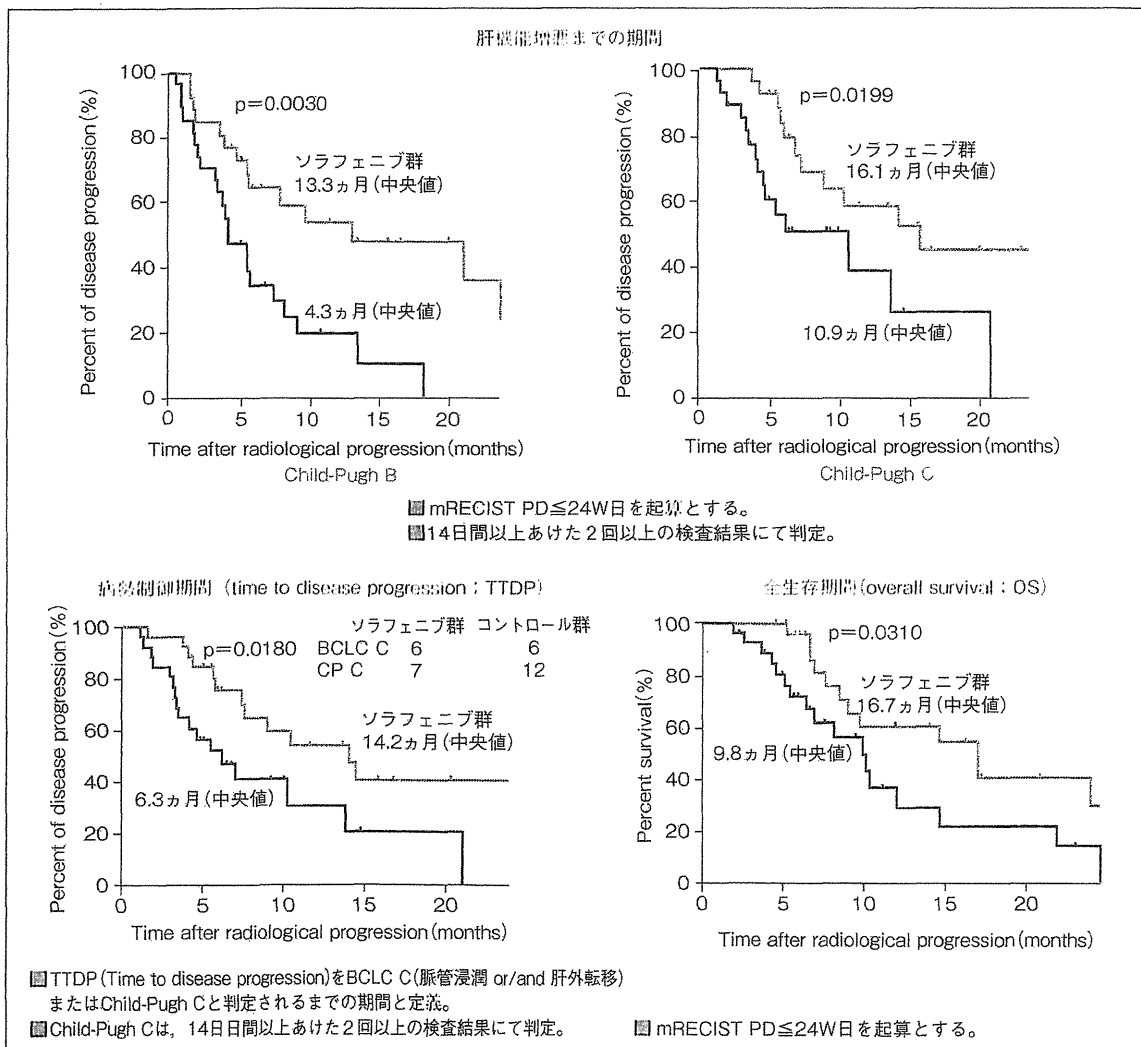 肝機能増悪までの期間
100
80
60
40
20
0
Percent of disease progression(%)
p=0.0030
ソラフェニブ群
13.3ヵ月(中央値)
4.3ヵ月(中央値)
0 5 10 15 20
Time after radiological progression(months)
Child-Pugh B
100
80
60
40
20
0
Percent of disease progression(%)
p=0.0199
ソラフェニブ群
16.1ヵ月(中央値)
10.9ヵ月(中央値)
0 5 10 15 20
Time after radiological progression(months)
Child-Pugh C
mRECIST PD≦24W日を起算とする。
14日間以上あけた2回以上の検査結果にて判定。
病勢制御期間 (time to disease progression ; TTDP)
100
80
60
40
20
0
Percent of disease progression(%)
p=0.0180
ソラフェニブ群 コントロール群
BCLC C 6 6
CP C 7 12
ソラフェニブ群
14.2ヵ月(中央値)
6.3ヵ月(中央値)
0 5 10 15 20
Time after radiological progression(months)
全生存期間(overall survival ; OS)
100
80
60
40
20
0
Percent survival(%)
p=0.0310
ソラフェニブ群
16.7ヵ月(中央値)
9.8ヵ月(中央値)
0 5 10 15 20
Time after radiological progression(months)
TTDP(Time to disease progression)をBCLC C(脈管浸潤 or/and 肝外転移)
またはChild-Pugh Cと判定されるまでの期間と定義。
Child-Pugh Cは，14日日間以上あけた2回以上の検査結果にて判定。
mRECIST PD≦24W日を起算とする。